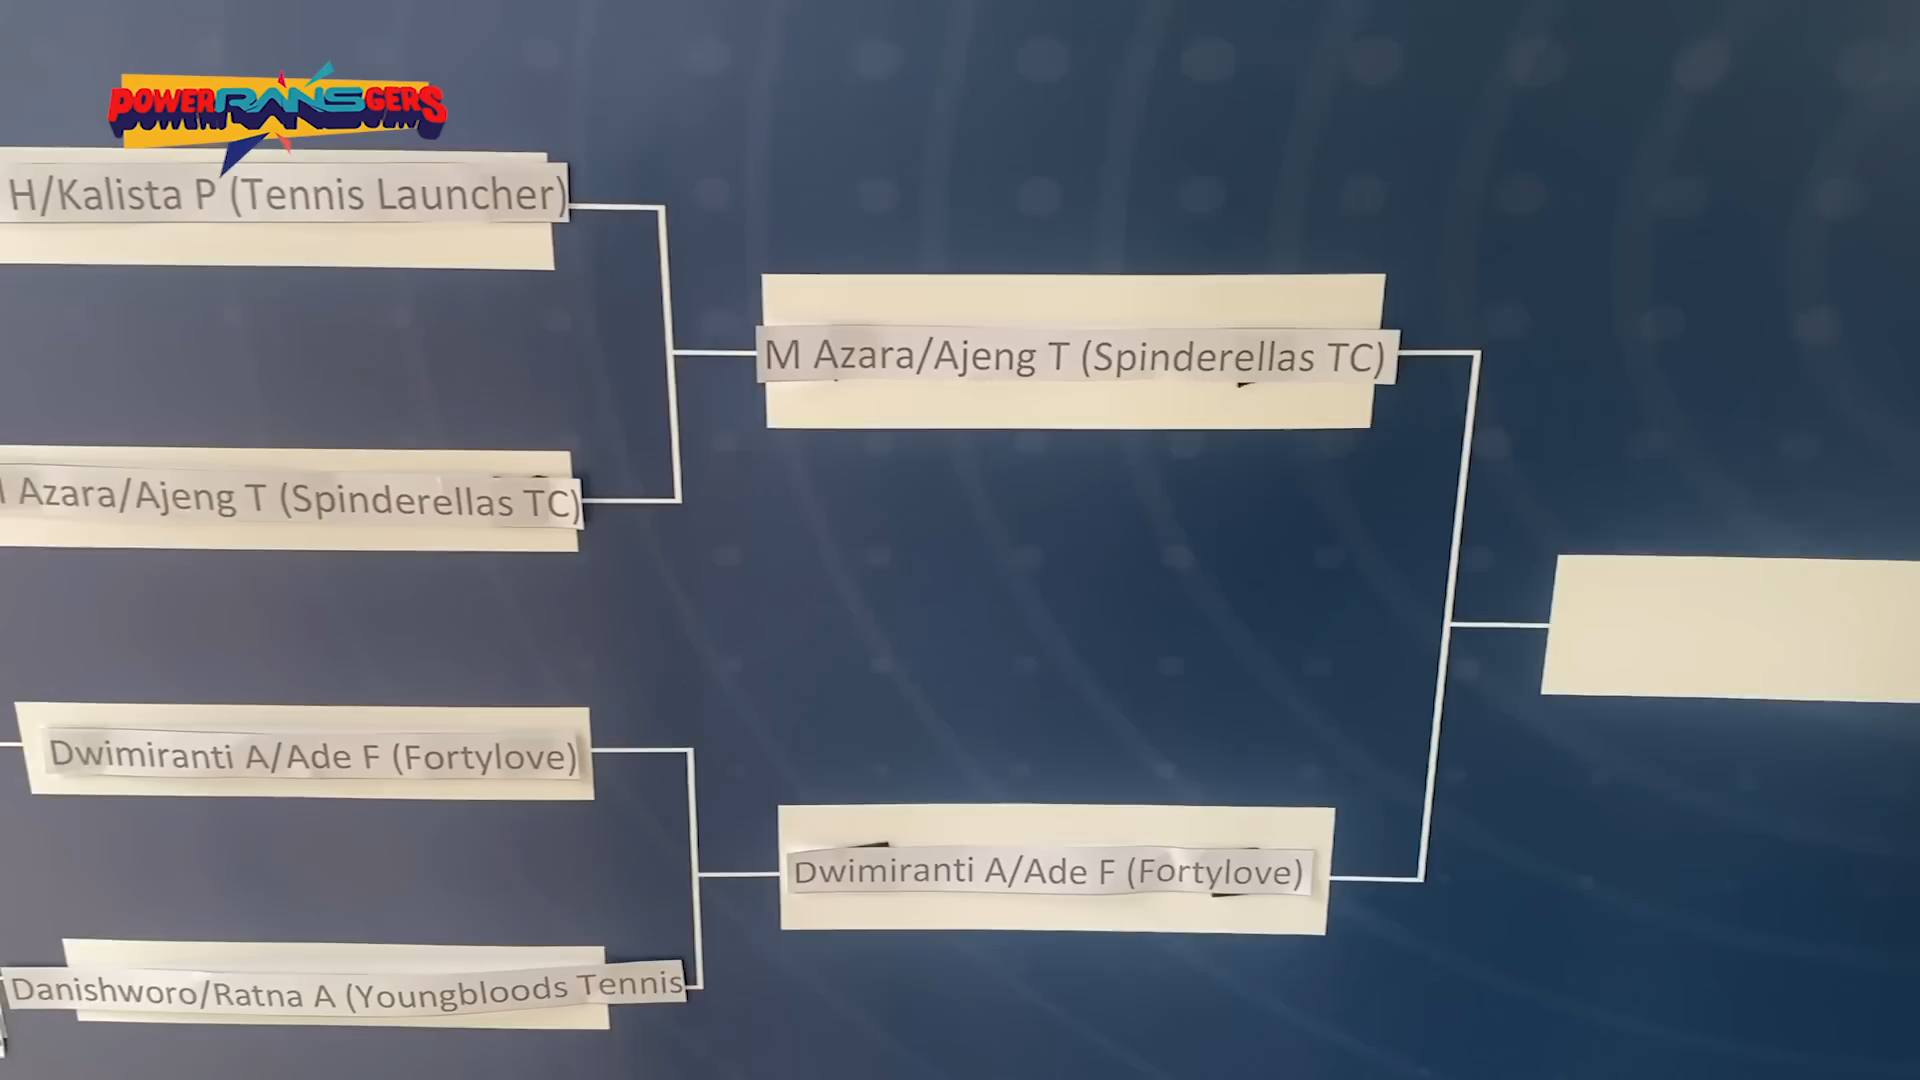 POWERRANSGERS
H/Kalista P (Tennis Launcher)
M Azara/Ajeng T (Spinderellas TC)
Azara/Ajeng T (Spinderellas TC)
Dwimiranti A/Ade F (Fortylove)
Dwimiranti A/Ade F (Fortylove)
Danishworo/Ratna A (Youngbloods Tennis